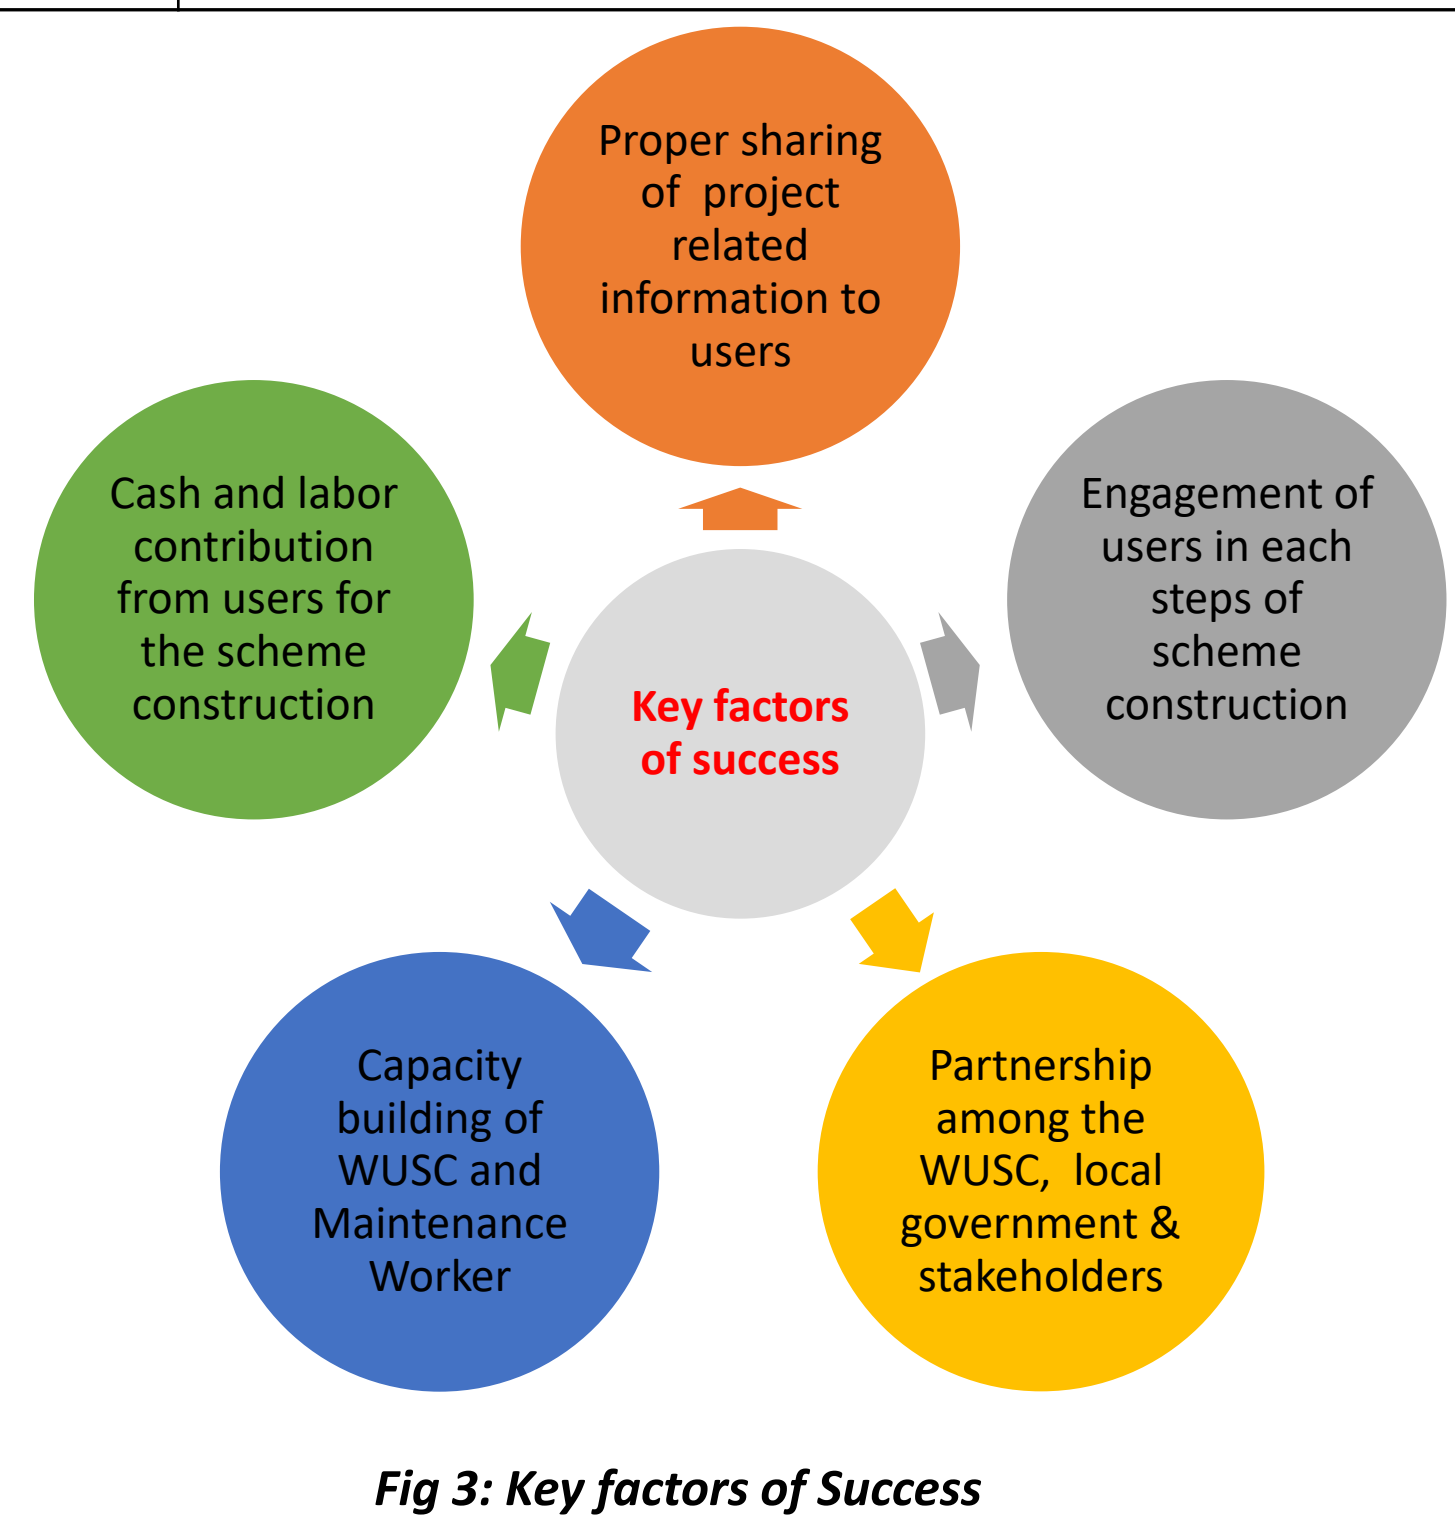 Proper sharing
of project
related
information to
users
Cash and labor
contribution
from users for
the scheme
construction
Engagement of
users in each
steps of
scheme
construction
Key factors
of success
Capacity
building of
WUSC and
Maintenance
Worker
Partnership
among the
WUSC, local
government &
stakeholders
Fig 3: Key factors of Success